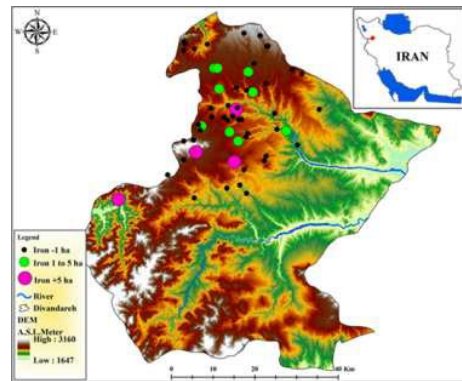 N
W
E
S
IRAN
Legend
Iron -1 ha
Iron 1 to 5 ha
Iron +5 ha
River
Divandareh
DEM
A.S.L.Meter
High : 3160
Low : 1647
0 10 20 40 Km